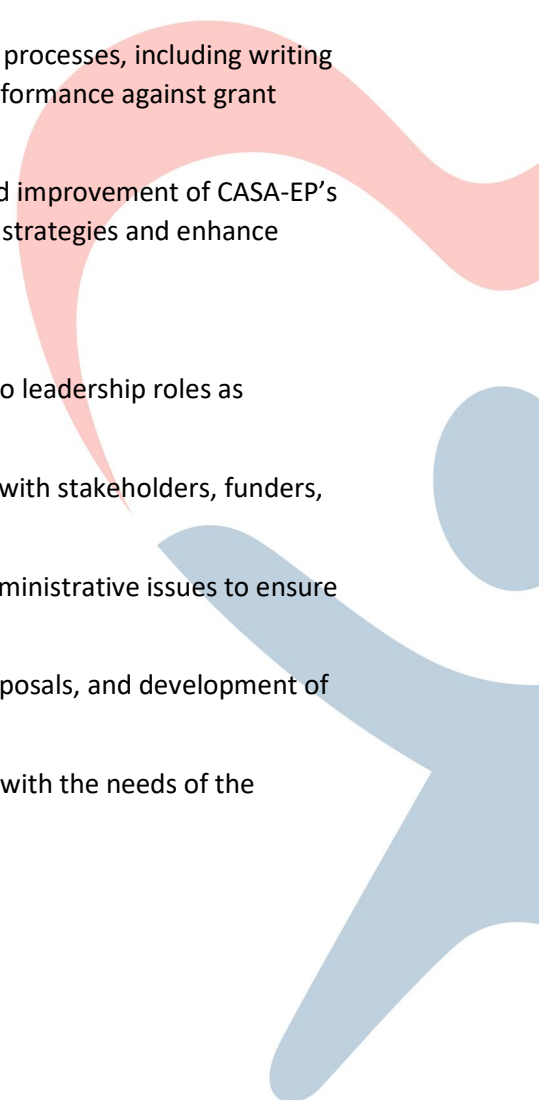 processes, including writing
formance against grant
d improvement of CASA-EP’s
strategies and enhance
o leadership roles as
with stakeholders, funders,
ministrative issues to ensure
posals, and development of
with the needs of the